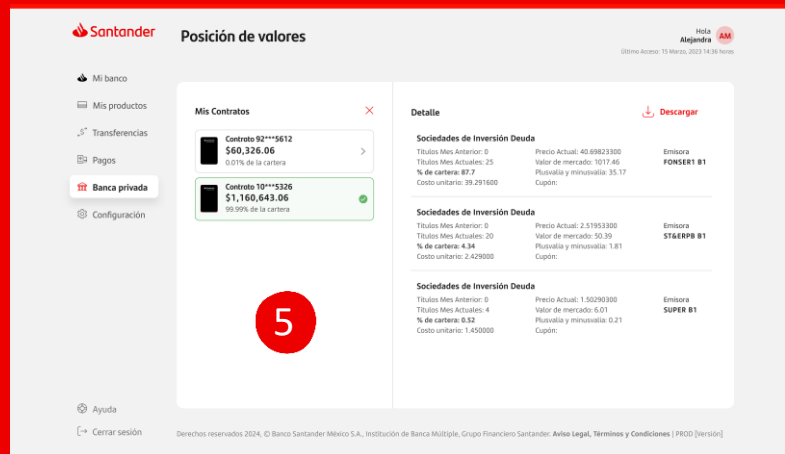 Santander
Posición de valores
Hola
Alejandra
AM
Último Acceso: 15 Marzo, 2023 14:36 horas
Mi banco
Mis productos
Transferencias
Pagos
Banca privada
Configuración
Ayuda
Cerrar sesión
Mis Contratos
Contrato 92***5612
$60,326.06
0.01% de la cartera
Contrato 10***5326
$1,160,643.06
99.99% de la cartera
5
Detalle
Descargar
Sociedades de Inversión Deuda
Títulos Mes Anterior: 0 Precio Actual: 40.69823300 Emisora
Títulos Mes Actuales: 25 Valor de mercado: 1017.46 FONSER1 B1
% de cartera: 87.7 Plusvalía y minusvalía: 35.17
Costo unitario: 39.291600 Cupón:
Sociedades de Inversión Deuda
Títulos Mes Anterior: 0 Precio Actual: 2.51953300 Emisora
Títulos Mes Actuales: 20 Valor de mercado: 50.39 ST&ERPB B1
% de cartera: 4.34 Plusvalía y minusvalía: 1.81
Costo unitario: 2.429000 Cupón:
Sociedades de Inversión Deuda
Títulos Mes Anterior: 0 Precio Actual: 1.50290300 Emisora
Títulos Mes Actuales: 4 Valor de mercado: 6.01 SUPER B1
% de cartera: 0.52 Plusvalía y minusvalía: 0.21
Costo unitario: 1.450000 Cupón:
Derechos reservados 2024, © Banco Santander México S.A., Institución de Banca Múltiple, Grupo Financiero Santander. Aviso Legal, Términos y Condiciones | PROD [Versión]